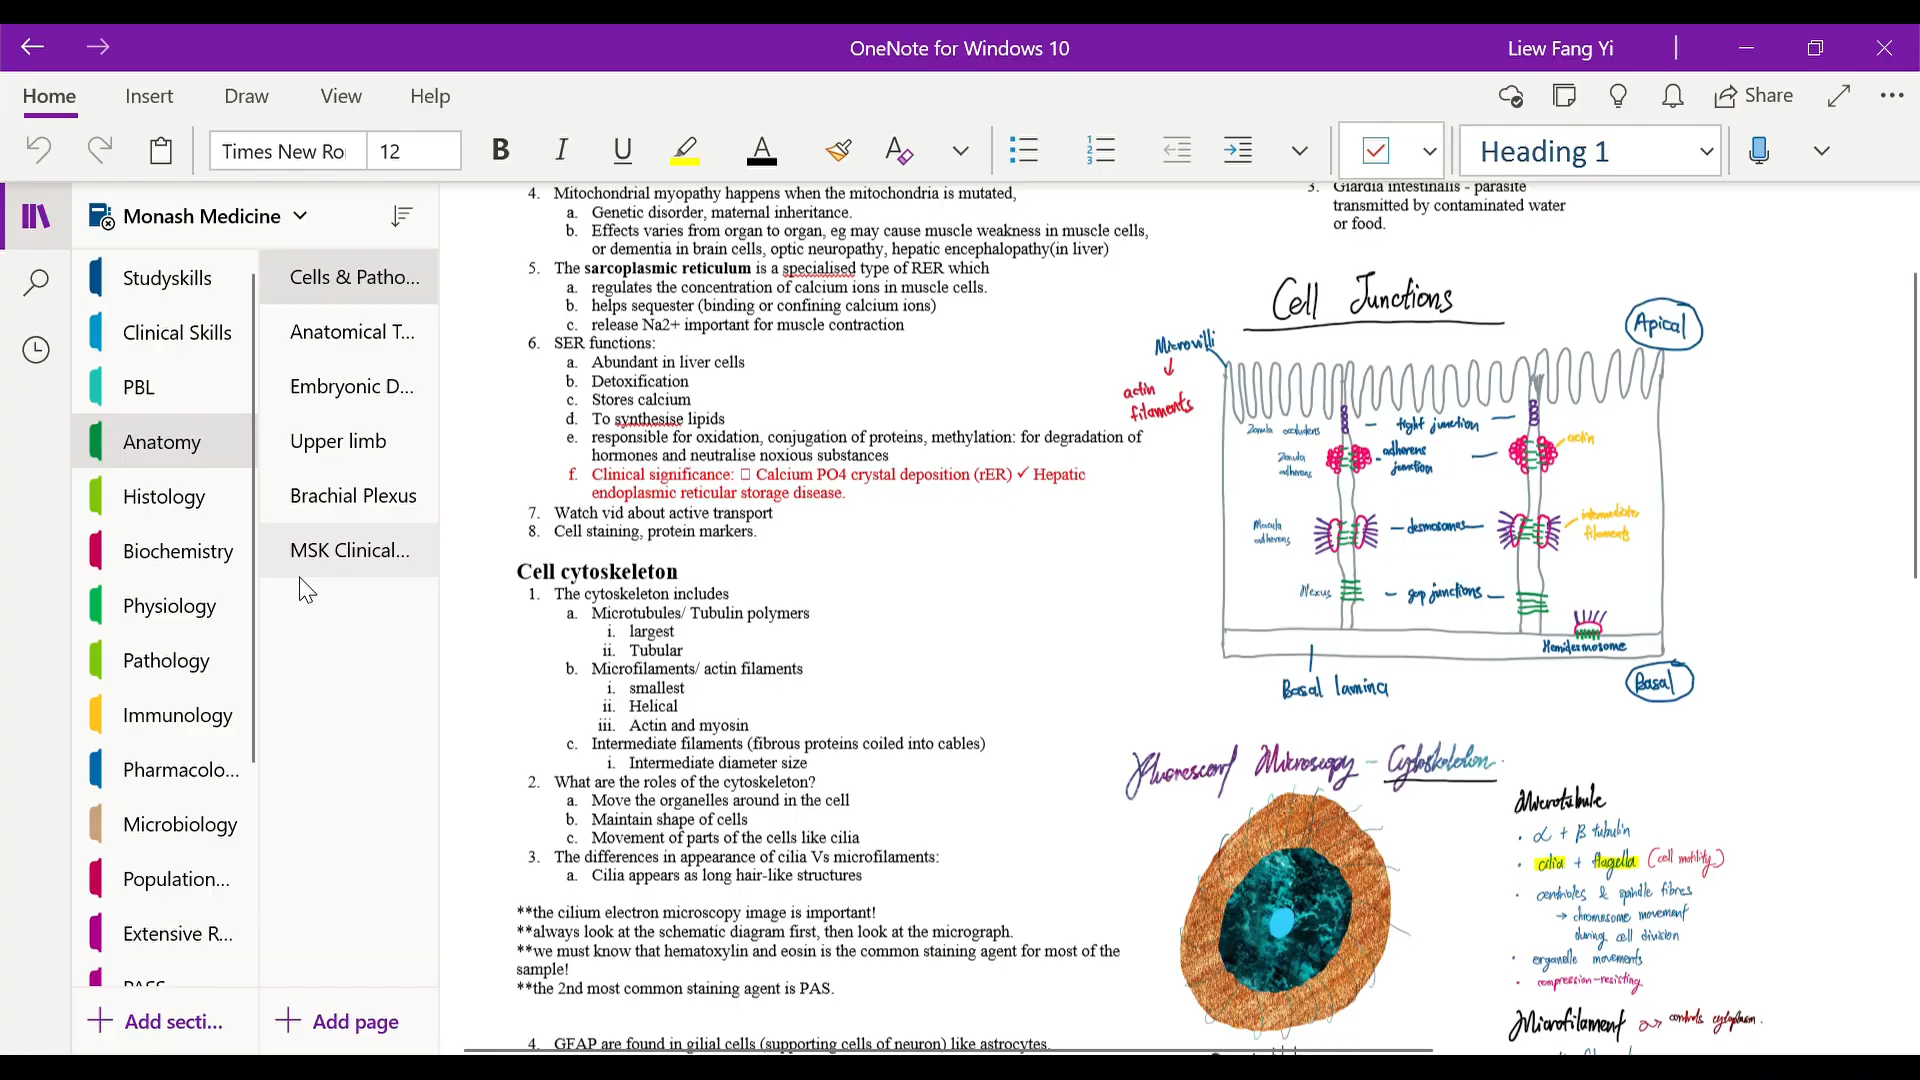 OneNote for Windows 10
Liew Fang Yi
Home Insert Draw View Help
Share
Times New Ro 12
B I U A A
Heading 1
Monash Medicine
Studyskills
Clinical Skills
PBL
Anatomy
Histology
Biochemistry
Physiology
Pathology
Immunology
Pharmacolo...
Microbiology
Population...
Extensive R...
PASS
Add secti...
Cells & Patho...
Anatomical T...
Embryonic D...
Upper limb
Brachial Plexus
MSK Clinical...
Add page
4. Mitochondrial myopathy happens when the mitochondria is mutated,
a. Genetic disorder, maternal inheritance.
b. Effects varies from organ to organ, eg may cause muscle weakness in muscle cells,
or dementia in brain cells, optic neuropathy, hepatic encephalopathy(in liver)
5. The sarcoplasmic reticulum is a specialised type of RER which
a. regulates the concentration of calcium ions in muscle cells.
b. helps sequester (binding or confining calcium ions)
c. release Na2+ important for muscle contraction
6. SER functions:
a. Abundant in liver cells
b. Detoxification
c. Stores calcium
d. To synthesise lipids
e. responsible for oxidation, conjugation of proteins, methylation: for degradation of
hormones and neutralise noxious substances
f. Clinical significance: ☐ Calcium PO4 crystal deposition (rER) ✓ Hepatic
endoplasmic reticular storage disease.
7. Watch vid about active transport
8. Cell staining, protein markers.
Cell cytoskeleton
1. The cytoskeleton includes
a. Microtubules/ Tubulin polymers
i. largest
ii. Tubular
b. Microfilaments/ actin filaments
i. smallest
ii. Helical
iii. Actin and myosin
c. Intermediate filaments (fibrous proteins coiled into cables)
i. Intermediate diameter size
2. What are the roles of the cytoskeleton?
a. Move the organelles around in the cell
b. Maintain shape of cells
c. Movement of parts of the cells like cilia
3. The differences in appearance of cilia Vs microfilaments:
a. Cilia appears as long hair-like structures
**the cilium electron microscopy image is important!
**always look at the schematic diagram first, then look at the micrograph.
**we must know that hematoxylin and eosin is the common staining agent for most of the
sample!
**the 2nd most common staining agent is PAS.
4. GFAP are found in gilial cells (supporting cells of neuron) like astrocytes.
3. Giardia intestinalis - parasite
transmitted by contaminated water
or food.
Cell Junctions
Apical
Microvilli
actin
filaments
Zonula occludens
tight junction
actin
Zonula
adherens
adherens
junction
Macula
adherens
desmosomes
intermediate
filaments
Nexus
gap junctions
Hemidesmosome
Basal lamina
Basal
Fluorescent Microscopy - Cytoskeleton
Microtubule
α + β tubulin
cilia + flagella (cell motility)
centrioles & spindle fibres
→ chromosome movement
during cell division
organelle movements
compression-resisting
Microfilament controls cytoplasm.